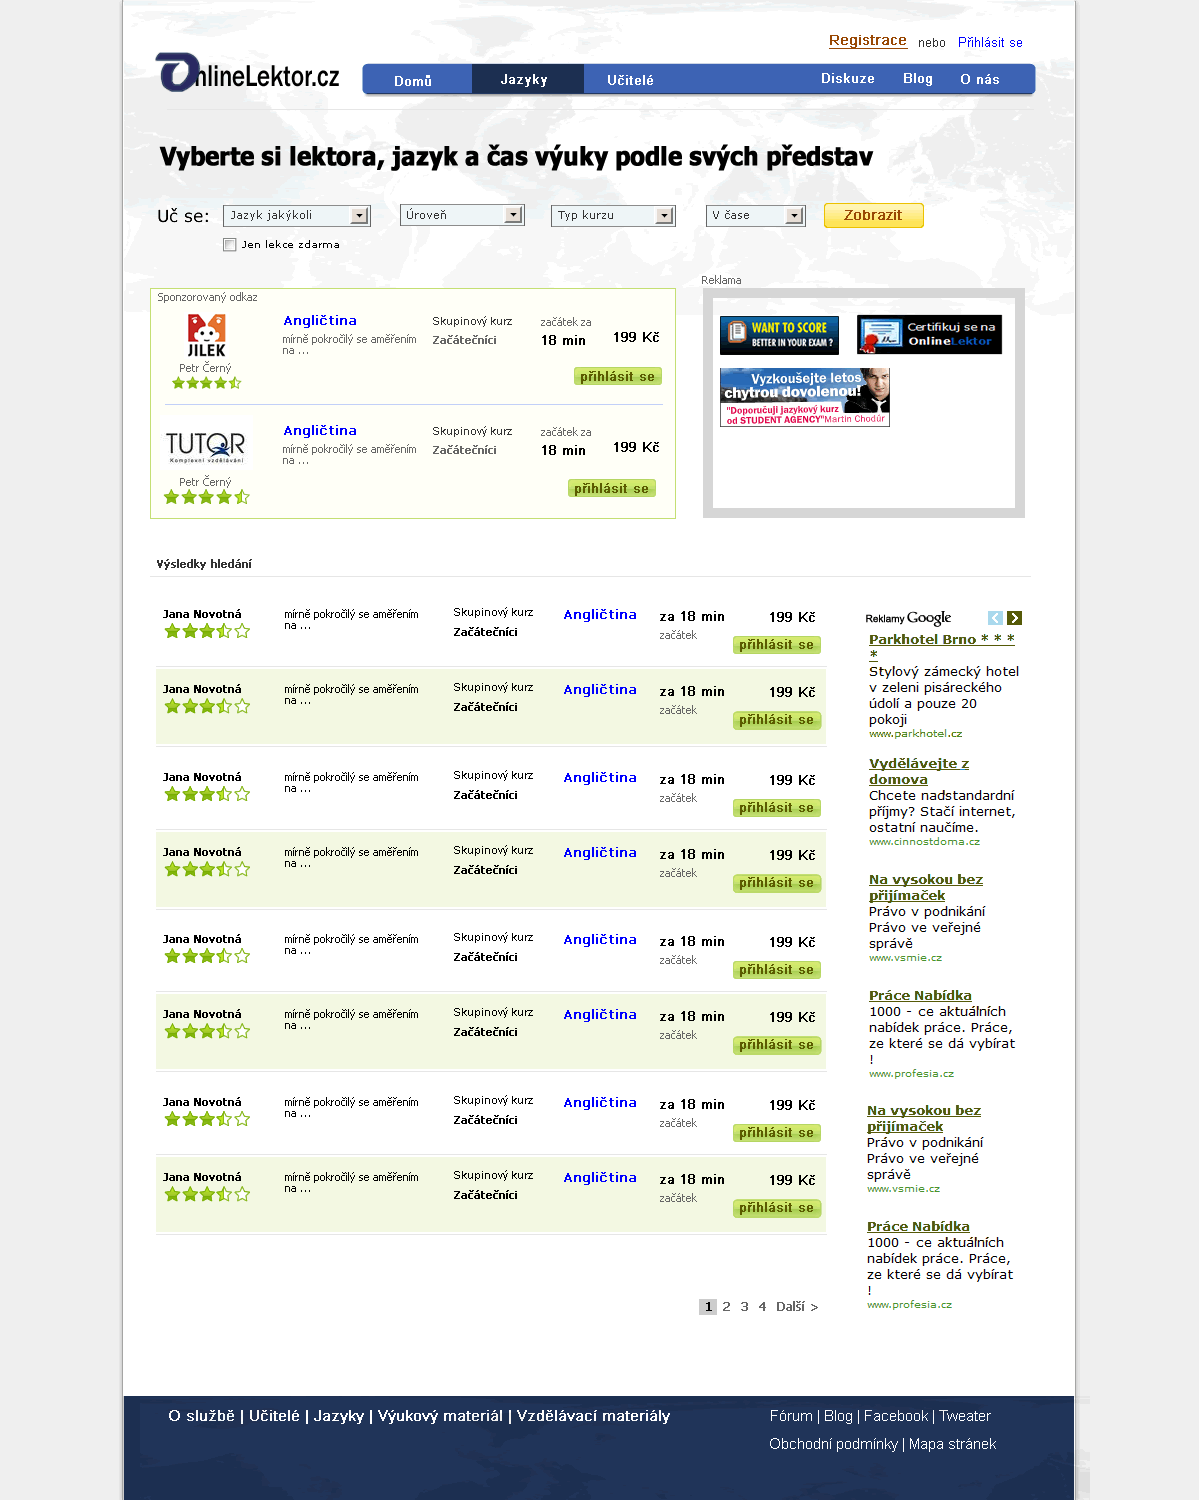 Registrace nebo Přihlásit se
OnlineLektor.cz
Domů Jazyky Učitelé Diskuze Blog O nás
Vyberte si lektora, jazyk a čas výuky podle svých představ
Uč se: Jazyk jakýkoli Úroveň Typ kurzu V čase Zobrazit
Jen lekce zdarma
Reklama
Sponzorovaný odkaz
JILEK
Petr Černý
Angličtina
mírně pokročilý se aměřením
na ...
Skupinový kurz
Začátečníci
začátek za
18 min
199 Kč
přihlásit se
TUTOR
Komplexní vzdělávání
Petr Černý
Angličtina
mírně pokročilý se aměřením
na ...
Skupinový kurz
Začátečníci
začátek za
18 min
199 Kč
přihlásit se
WANT TO SCORE
BETTER IN YOUR EXAM ?
Certifikuj se na
OnlineLektor
Vyzkoušejte letos
chytrou dovolenou!
"Doporučuji jazykový kurz
od STUDENT AGENCY" Martin Chodúr
Výsledky hledání
Jana Novotná
mírně pokročilý se aměřením
na ...
Skupinový kurz
Začátečníci
Angličtina
za 18 min
začátek
199 Kč
přihlásit se
Jana Novotná
mírně pokročilý se aměřením
na ...
Skupinový kurz
Začátečníci
Angličtina
za 18 min
začátek
199 Kč
přihlásit se
Jana Novotná
mírně pokročilý se aměřením
na ...
Skupinový kurz
Začátečníci
Angličtina
za 18 min
začátek
199 Kč
přihlásit se
Jana Novotná
mírně pokročilý se aměřením
na ...
Skupinový kurz
Začátečníci
Angličtina
za 18 min
začátek
199 Kč
přihlásit se
Jana Novotná
mírně pokročilý se aměřením
na ...
Skupinový kurz
Začátečníci
Angličtina
za 18 min
začátek
199 Kč
přihlásit se
Jana Novotná
mírně pokročilý se aměřením
na ...
Skupinový kurz
Začátečníci
Angličtina
za 18 min
začátek
199 Kč
přihlásit se
Jana Novotná
mírně pokročilý se aměřením
na ...
Skupinový kurz
Začátečníci
Angličtina
za 18 min
začátek
199 Kč
přihlásit se
Jana Novotná
mírně pokročilý se aměřením
na ...
Skupinový kurz
Začátečníci
Angličtina
za 18 min
začátek
199 Kč
přihlásit se
1 2 3 4 Další >
Reklamy Google
Parkhotel Brno * * *
*
Stylový zámecký hotel
v zeleni pisáreckého
údolí a pouze 20
pokoji
www.parkhotel.cz
Vydělávejte z
domova
Chcete nadstandardní
příjmy? Stačí internet,
ostatní naučíme.
www.cinnostdoma.cz
Na vysokou bez
přijímaček
Právo v podnikání
Právo ve veřejné
správě
www.vsmie.cz
Práce Nabídka
1000 - ce aktuálních
nabídek práce. Práce,
ze které se dá vybírat
!
www.profesia.cz
Na vysokou bez
přijímaček
Právo v podnikání
Právo ve veřejné
správě
www.vsmie.cz
Práce Nabídka
1000 - ce aktuálních
nabídek práce. Práce,
ze které se dá vybírat
!
www.profesia.cz
O službě | Učitelé | Jazyky | Výukový materiál | Vzdělávací materiály
Fórum | Blog | Facebook | Tweater
Obchodní podmínky | Mapa stránek